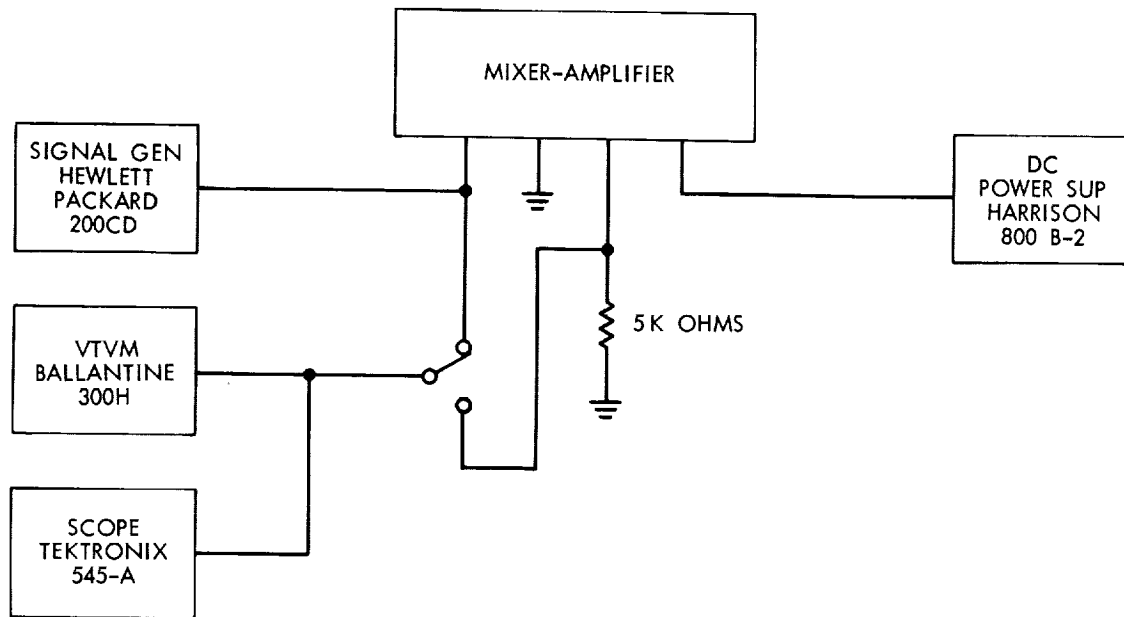 MIXER-AMPLIFIER
SIGNAL GEN
HEWLETT
PACKARD
200CD
DC
POWER SUP
HARRISON
800 B-2
5K OHMS
VTVM
BALLANTINE
300H
SCOPE
TEKTRONIX
545-A